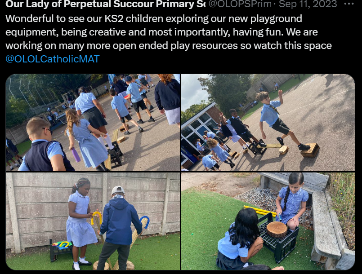 Our Lady of Perpetual Succour Primary Sc @OLOPSPrim · Sep 11, 2023 ...
Wonderful to see our KS2 children exploring our new playground
equipment, being creative and most importantly, having fun. We are
working on many more open ended play resources so watch this space
@OLOLCatholicMAT